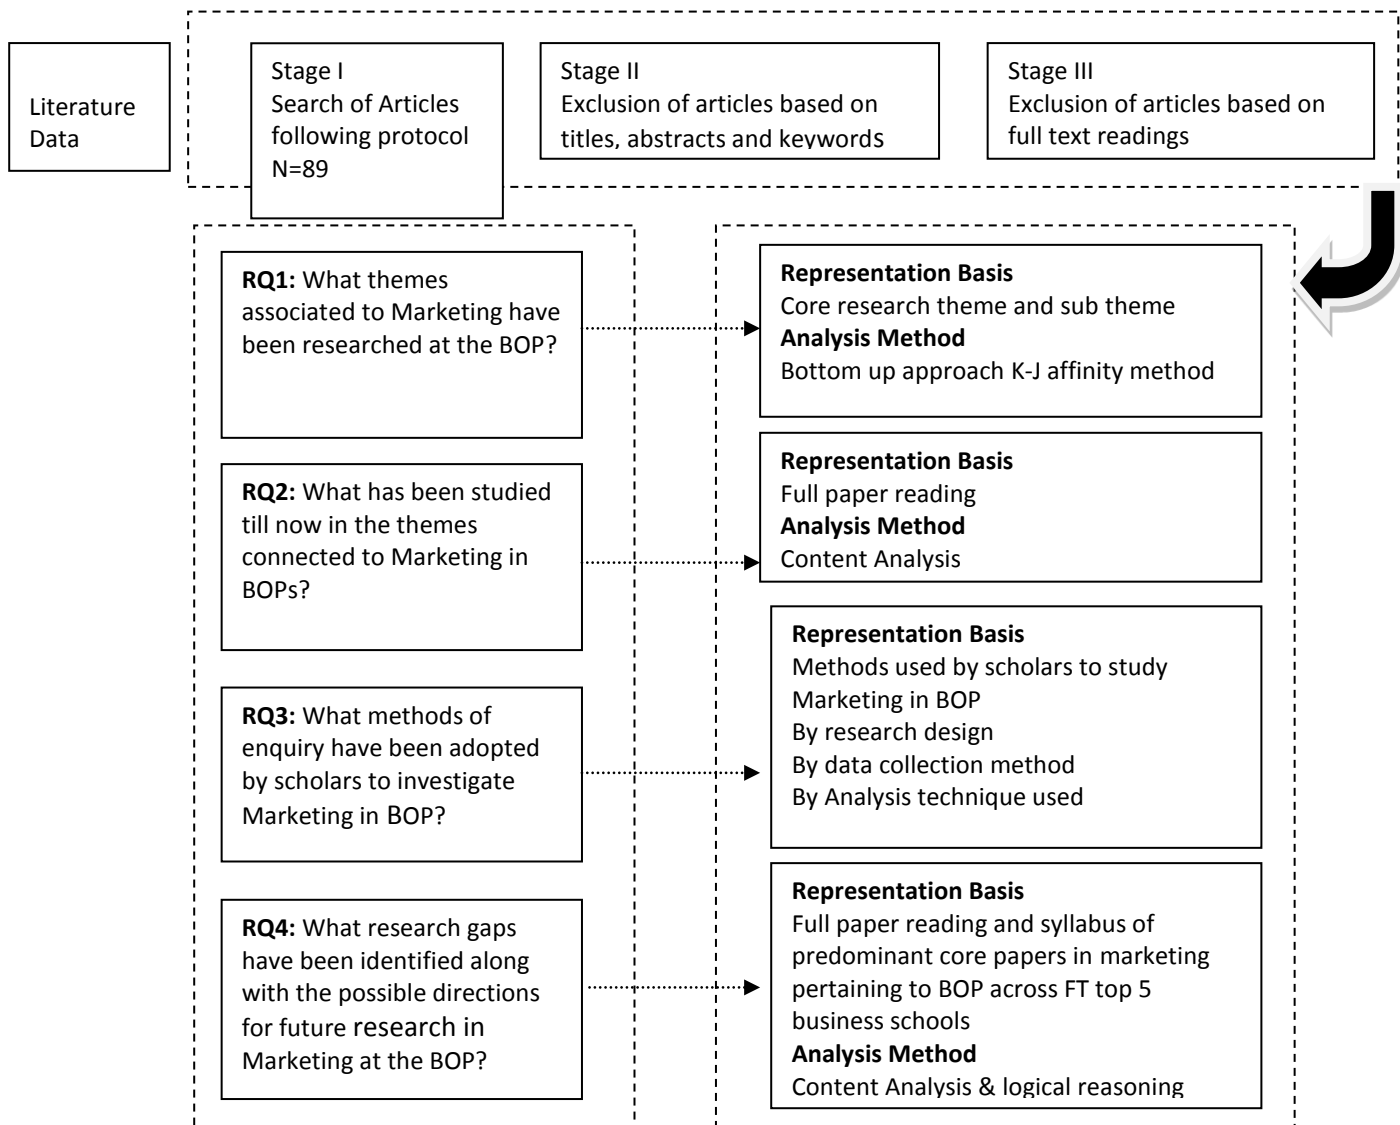 Literature
Data
Stage I
Search of Articles
following protocol
N=89
Stage II
Exclusion of articles based on
titles, abstracts and keywords
Stage III
Exclusion of articles based on
full text readings
RQ1: What themes
associated to Marketing have
been researched at the BOP?
Representation Basis
Core research theme and sub theme
Analysis Method
Bottom up approach K-J affinity method
RQ2: What has been studied
till now in the themes
connected to Marketing in
BOPs?
Representation Basis
Full paper reading
Analysis Method
Content Analysis
RQ3: What methods of
enquiry have been adopted
by scholars to investigate
Marketing in BOP?
Representation Basis
Methods used by scholars to study
Marketing in BOP
By research design
By data collection method
By Analysis technique used
RQ4: What research gaps
have been identified along
with the possible directions
for future research in
Marketing at the BOP?
Representation Basis
Full paper reading and syllabus of
predominant core papers in marketing
pertaining to BOP across FT top 5
business schools
Analysis Method
Content Analysis & logical reasoning